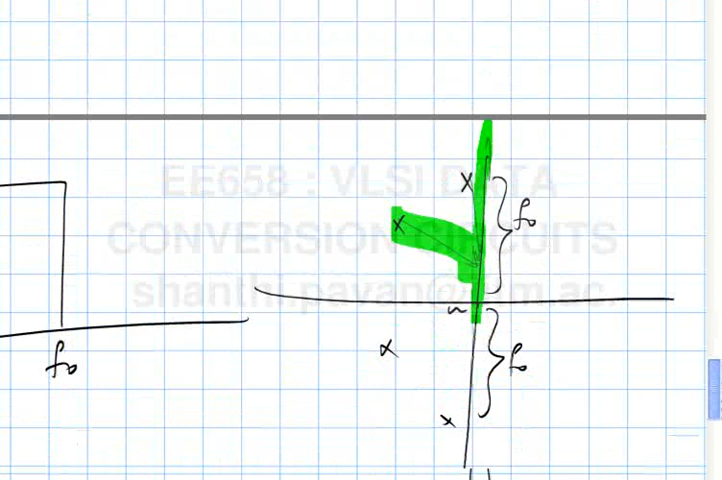 EE658 : VLSI DATA
CONVERSION CIRCUITS
x
x
f₀
f₀
x
f₀
x